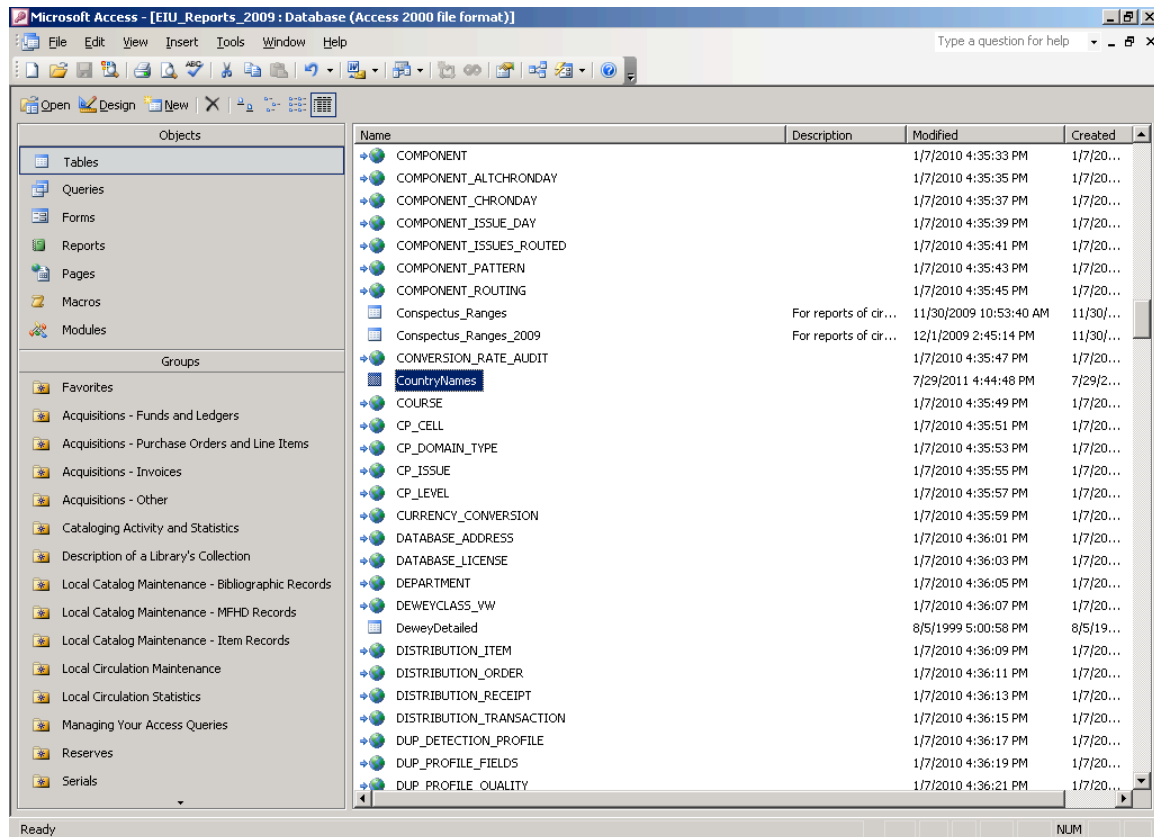 Microsoft Access - [EIU_Reports_2009 : Database (Access 2000 file format)]
File Edit View Insert Tools Window Help Type a question for help
Open Design New
Objects
Tables
Queries
Forms
Reports
Pages
Macros
Modules
Groups
Favorites
Acquisitions - Funds and Ledgers
Acquisitions - Purchase Orders and Line Items
Acquisitions - Invoices
Acquisitions - Other
Cataloging Activity and Statistics
Description of a Library's Collection
Local Catalog Maintenance - Bibliographic Records
Local Catalog Maintenance - MFHD Records
Local Catalog Maintenance - Item Records
Local Circulation Maintenance
Local Circulation Statistics
Managing Your Access Queries
Reserves
Serials
Name Description Modified Created
COMPONENT 1/7/2010 4:35:33 PM 1/7/20...
COMPONENT_ALTCHRONDAY 1/7/2010 4:35:35 PM 1/7/20...
COMPONENT_CHRONDAY 1/7/2010 4:35:37 PM 1/7/20...
COMPONENT_ISSUE_DAY 1/7/2010 4:35:39 PM 1/7/20...
COMPONENT_ISSUES_ROUTED 1/7/2010 4:35:41 PM 1/7/20...
COMPONENT_PATTERN 1/7/2010 4:35:43 PM 1/7/20...
COMPONENT_ROUTING 1/7/2010 4:35:45 PM 1/7/20...
Conspectus_Ranges For reports of cir... 11/30/2009 10:53:40 AM 11/30/...
Conspectus_Ranges_2009 For reports of cir... 12/1/2009 2:45:14 PM 11/30/...
CONVERSION_RATE_AUDIT 1/7/2010 4:35:47 PM 1/7/20...
CountryNames 7/29/2011 4:44:48 PM 7/29/2...
COURSE 1/7/2010 4:35:49 PM 1/7/20...
CP_CELL 1/7/2010 4:35:51 PM 1/7/20...
CP_DOMAIN_TYPE 1/7/2010 4:35:53 PM 1/7/20...
CP_ISSUE 1/7/2010 4:35:55 PM 1/7/20...
CP_LEVEL 1/7/2010 4:35:57 PM 1/7/20...
CURRENCY_CONVERSION 1/7/2010 4:35:59 PM 1/7/20...
DATABASE_ADDRESS 1/7/2010 4:36:01 PM 1/7/20...
DATABASE_LICENSE 1/7/2010 4:36:03 PM 1/7/20...
DEPARTMENT 1/7/2010 4:36:05 PM 1/7/20...
DEWEYCLASS_VW 1/7/2010 4:36:07 PM 1/7/20...
DeweyDetailed 8/5/1999 5:00:58 PM 8/5/19...
DISTRIBUTION_ITEM 1/7/2010 4:36:09 PM 1/7/20...
DISTRIBUTION_ORDER 1/7/2010 4:36:11 PM 1/7/20...
DISTRIBUTION_RECEIPT 1/7/2010 4:36:13 PM 1/7/20...
DISTRIBUTION_TRANSACTION 1/7/2010 4:36:15 PM 1/7/20...
DUP_DETECTION_PROFILE 1/7/2010 4:36:17 PM 1/7/20...
DUP_PROFILE_FIELDS 1/7/2010 4:36:19 PM 1/7/20...
DUP_PROFILE_QUALITY 1/7/2010 4:36:21 PM 1/7/20...
Ready NUM